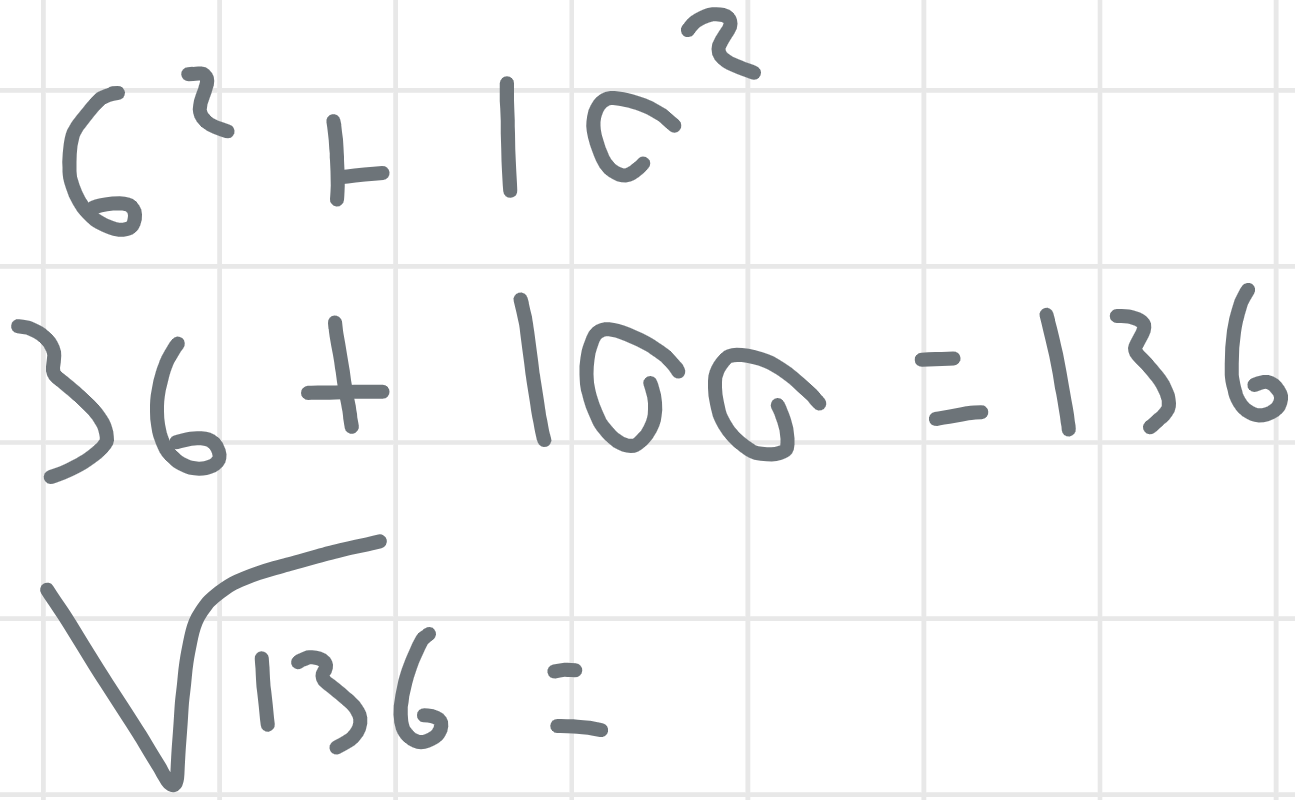 6² + 10²
36 + 100 = 136
√136 =